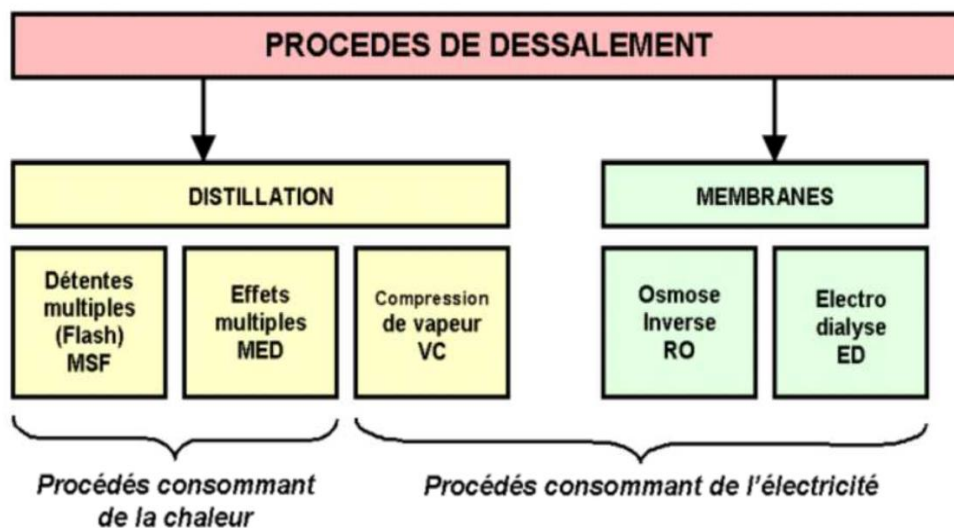 PROCEDES DE DESSALEMENT
DISTILLATION
MEMBRANES
Détentes
multiples
(Flash)
MSF
Effets
multiples
MED
Compression
de vapeur
VC
Osmose
Inverse
RO
Electro
dialyse
ED
Procédés consommant
de la chaleur
Procédés consommant de l'électricité